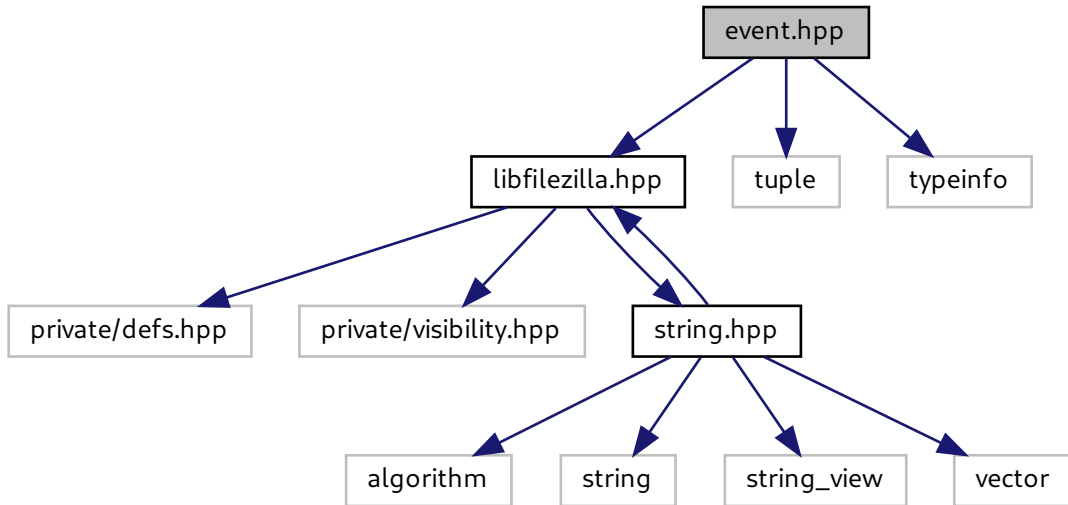 event.hpp
libfilezilla.hpp
tuple
typeinfo
private/defs.hpp
private/visibility.hpp
string.hpp
algorithm
string
string_view
vector